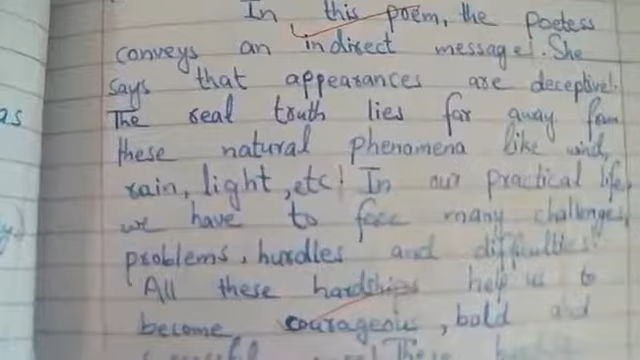 In this poem, the poetess
conveys an indirect message!. She
says that appearances are deceptive!.
as The real truth lies far away from
these natural phenomena like wind,
rain, light, etc! In our practical life,
we have to face many challenges,
problems, hurdles and difficulties!
All these hardships help us to
become courageous, bold and